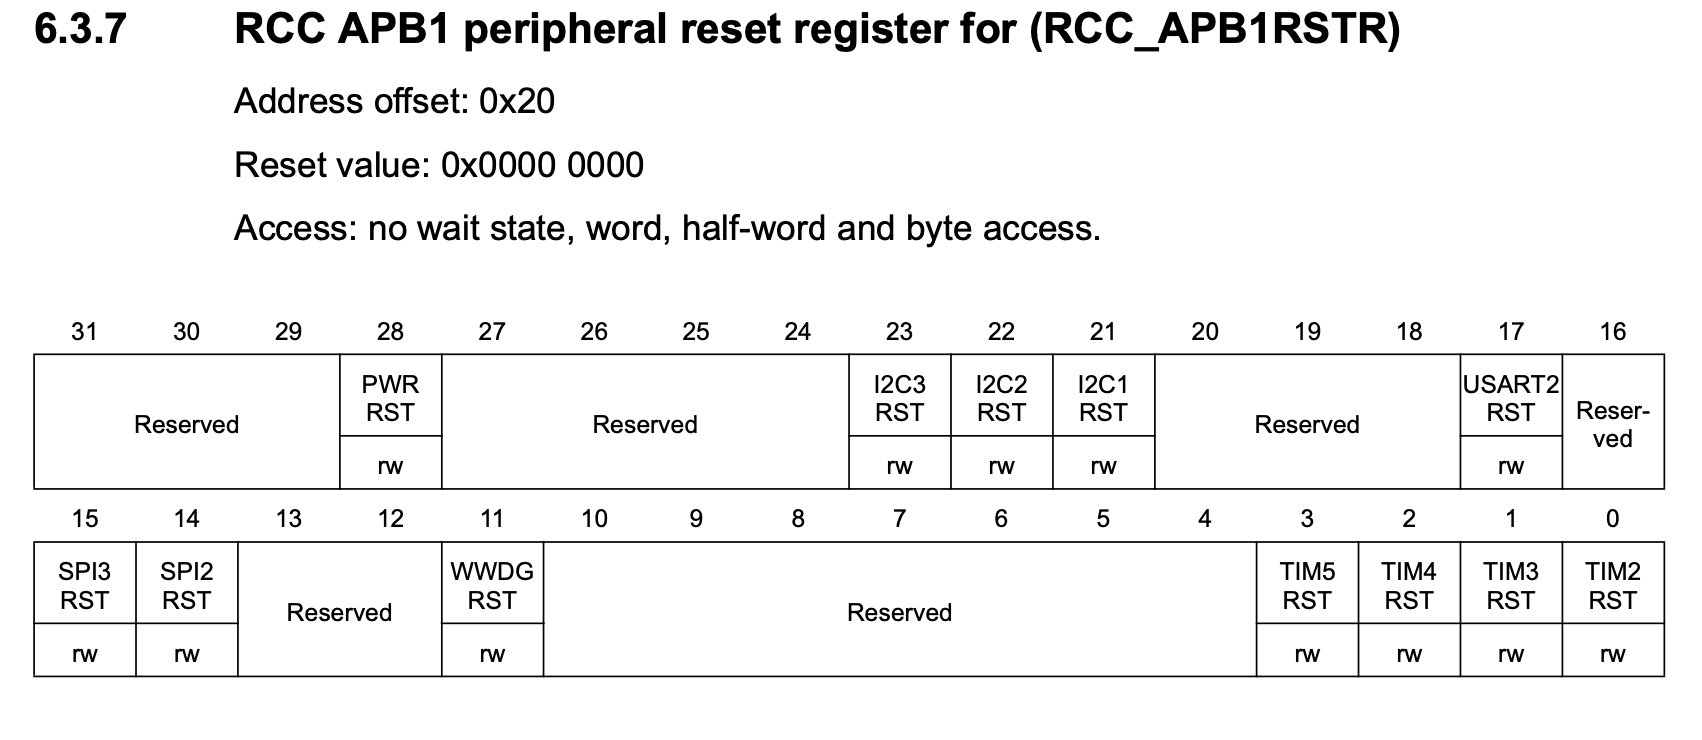 6.3.7 RCC APB1 peripheral reset register for (RCC_APB1RSTR)
Address offset: 0x20
Reset value: 0x0000 0000
Access: no wait state, word, half-word and byte access.
31 30 29 28 27 26 25 24 23 22 21 20 19 18 17 16
Reserved PWR RST Reserved I2C3 RST I2C2 RST I2C1 RST Reserved USART2 RST Reser-ved
rw rw rw rw rw
15 14 13 12 11 10 9 8 7 6 5 4 3 2 1 0
SPI3 RST SPI2 RST Reserved WWDG RST Reserved TIM5 RST TIM4 RST TIM3 RST TIM2 RST
rw rw rw rw rw rw rw